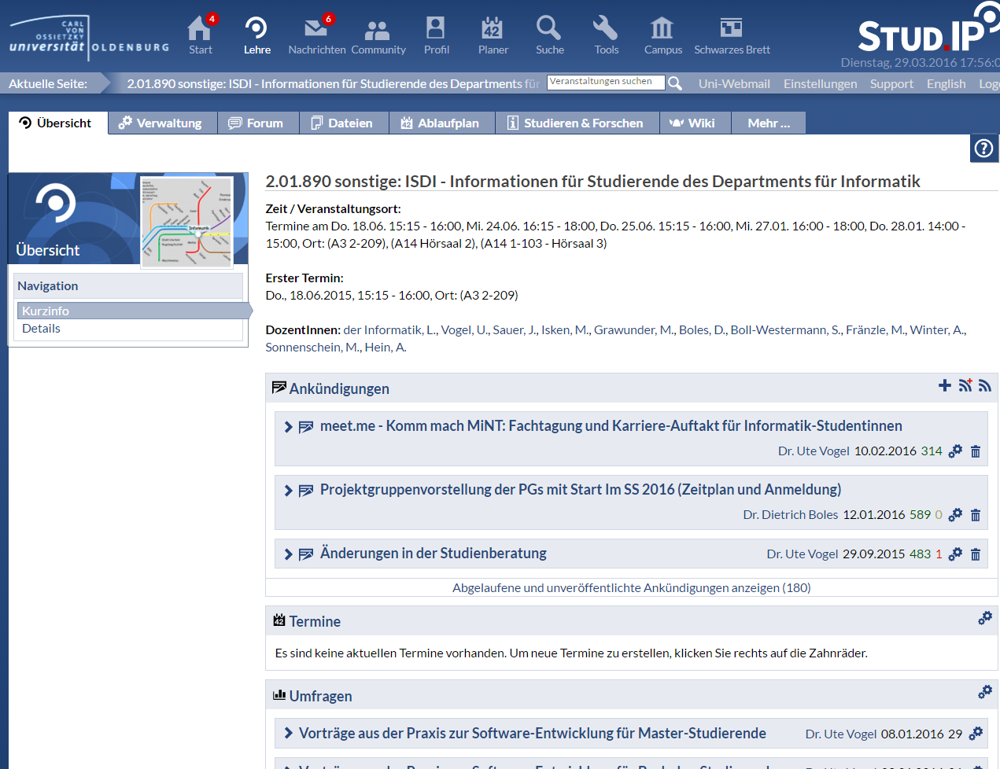 CARL
VON
OSSIETZKY
universität OLDENBURG
4
Start
Lehre
6
Nachrichten
Community
Profil
42
Planer
Suche
Tools
Campus
Schwarzes Brett
STUD.IP
Dienstag, 29.03.2016 17:56:0
Aktuelle Seite:
2.01.890 sonstige: ISDI - Informationen für Studierende des Departments für
Veranstaltungen suchen
Uni-Webmail
Einstellungen
Support
English
Logo
Übersicht
Verwaltung
Forum
Dateien
Ablaufplan
Studieren & Forschen
Wiki
Mehr ...
?
Informatik
Übersicht
Navigation
Kurzinfo
Details
2.01.890 sonstige: ISDI - Informationen für Studierende des Departments für Informatik
Zeit / Veranstaltungsort:
Termine am Do. 18.06. 15:15 - 16:00, Mi. 24.06. 16:15 - 18:00, Do. 25.06. 15:15 - 16:00, Mi. 27.01. 16:00 - 18:00, Do. 28.01. 14:00 -
15:00, Ort: (A3 2-209), (A14 Hörsaal 2), (A14 1-103 - Hörsaal 3)
Erster Termin:
Do., 18.06.2015, 15:15 - 16:00, Ort: (A3 2-209)
DozentInnen: der Informatik, L., Vogel, U., Sauer, J., Isken, M., Grawunder, M., Boles, D., Boll-Westermann, S., Fränzle, M., Winter, A.,
Sonnenschein, M., Hein, A.
Ankündigungen
meet.me - Komm mach MiNT: Fachtagung und Karriere-Auftakt für Informatik-Studentinnen
Dr. Ute Vogel 10.02.2016 314
Projektgruppenvorstellung der PGs mit Start Im SS 2016 (Zeitplan und Anmeldung)
Dr. Dietrich Boles 12.01.2016 589 0
Änderungen in der Studienberatung
Dr. Ute Vogel 29.09.2015 483 1
Abgelaufene und unveröffentlichte Ankündigungen anzeigen (180)
42 Termine
Es sind keine aktuellen Termine vorhanden. Um neue Termine zu erstellen, klicken Sie rechts auf die Zahnräder.
Umfragen
Vorträge aus der Praxis zur Software-Entwicklung für Master-Studierende
Dr. Ute Vogel 08.01.2016 29